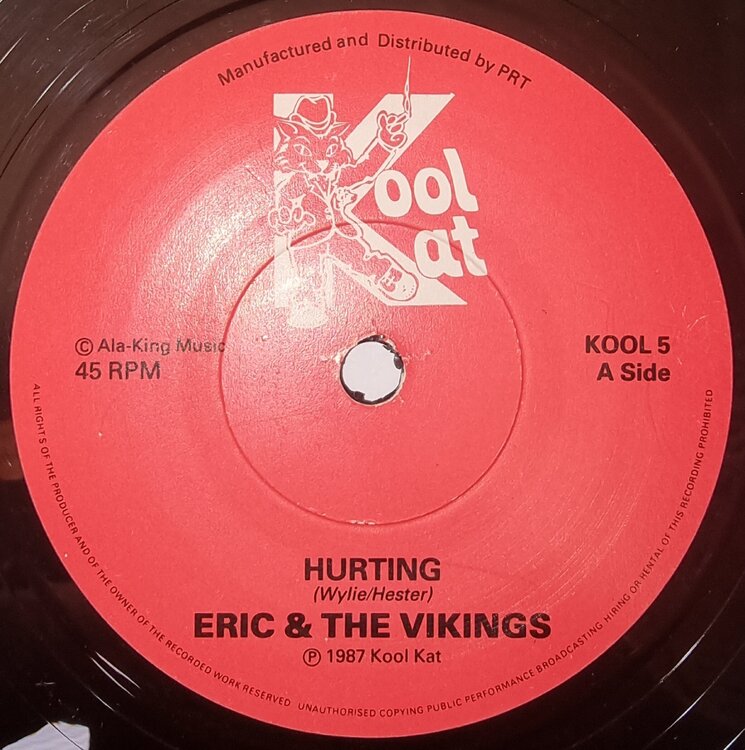 Manufactured and Distributed by PRT
Kool
Kat
© Ala-King Music
45 RPM
KOOL 5
A Side
HURTING
(Wylie/Hester)
ERIC & THE VIKINGS
℗ 1987 Kool Kat
ALL RIGHTS OF THE PRODUCER AND OF THE OWNER OF THE RECORDED WORK RESERVED UNAUTHORISED COPYING PUBLIC PERFORMANCE BROADCASTING HIRING OR RENTAL OF THIS RECORDING PROHIBITED